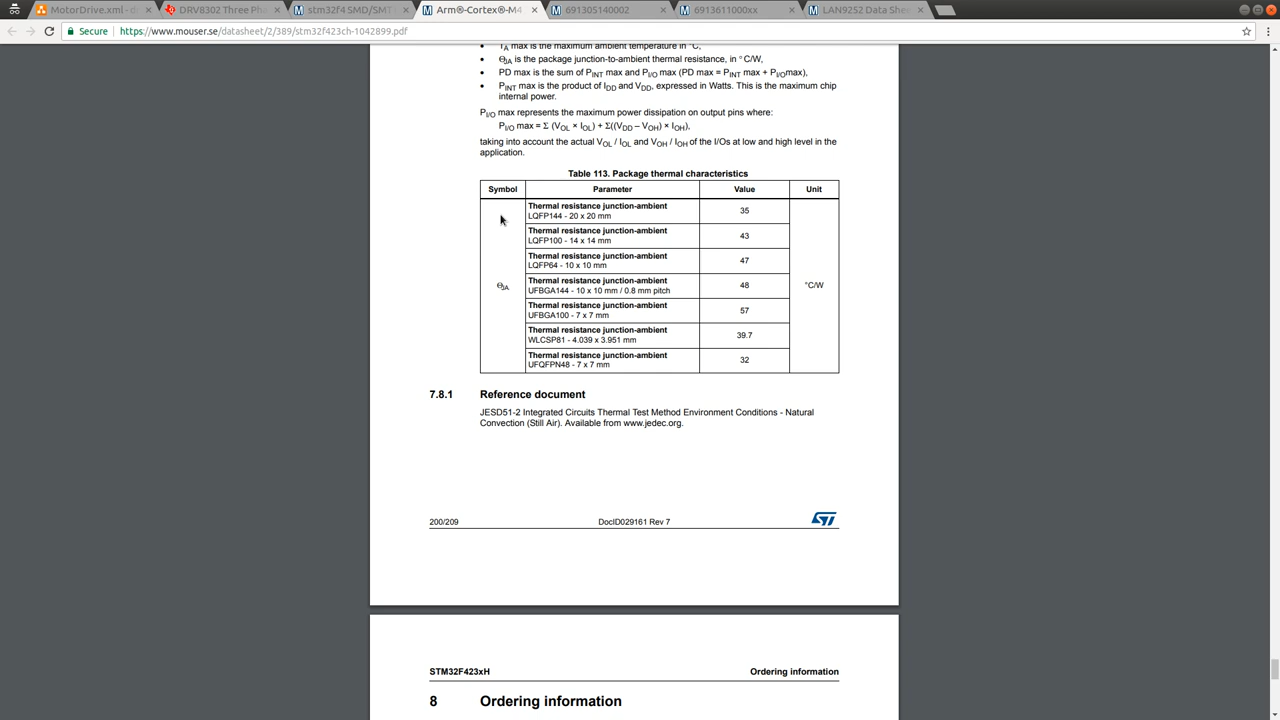 MotorDrive.xml - d
DRV8302 Three Ph
stm32f4 SMD/SMT
Arm®-Cortex®-M4
691305140002
6913611000xx
LAN9252 Data She
Secure
https://www.mouser.se/datasheet/2/389/stm32f423ch-1042899.pdf
• TA max is the maximum ambient temperature in °C,
• ΘJA is the package junction-to-ambient thermal resistance, in ° C/W,
• PD max is the sum of PINT max and PI/O max (PD max = PINT max + PI/Omax),
• PINT max is the product of IDD and VDD, expressed in Watts. This is the maximum chip
internal power.
PI/O max represents the maximum power dissipation on output pins where:
PI/O max = Σ (VOL × IOL) + Σ((VDD – VOH) × IOH),
taking into account the actual VOL / IOL and VOH / IOH of the I/Os at low and high level in the
application.
Table 113. Package thermal characteristics
Symbol Parameter Value Unit
Thermal resistance junction-ambient
LQFP144 - 20 x 20 mm
35
Thermal resistance junction-ambient
LQFP100 - 14 x 14 mm
43
Thermal resistance junction-ambient
LQFP64 - 10 x 10 mm
47
ΘJA
Thermal resistance junction-ambient
UFBGA144 - 10 x 10 mm / 0.8 mm pitch
48
°C/W
Thermal resistance junction-ambient
UFBGA100 - 7 x 7 mm
57
Thermal resistance junction-ambient
WLCSP81 - 4.039 x 3.951 mm
39.7
Thermal resistance junction-ambient
UFQFPN48 - 7 x 7 mm
32
7.8.1 Reference document
JESD51-2 Integrated Circuits Thermal Test Method Environment Conditions - Natural
Convection (Still Air). Available from www.jedec.org.
200/209 DocID029161 Rev 7
STM32F423xH Ordering information
8 Ordering information